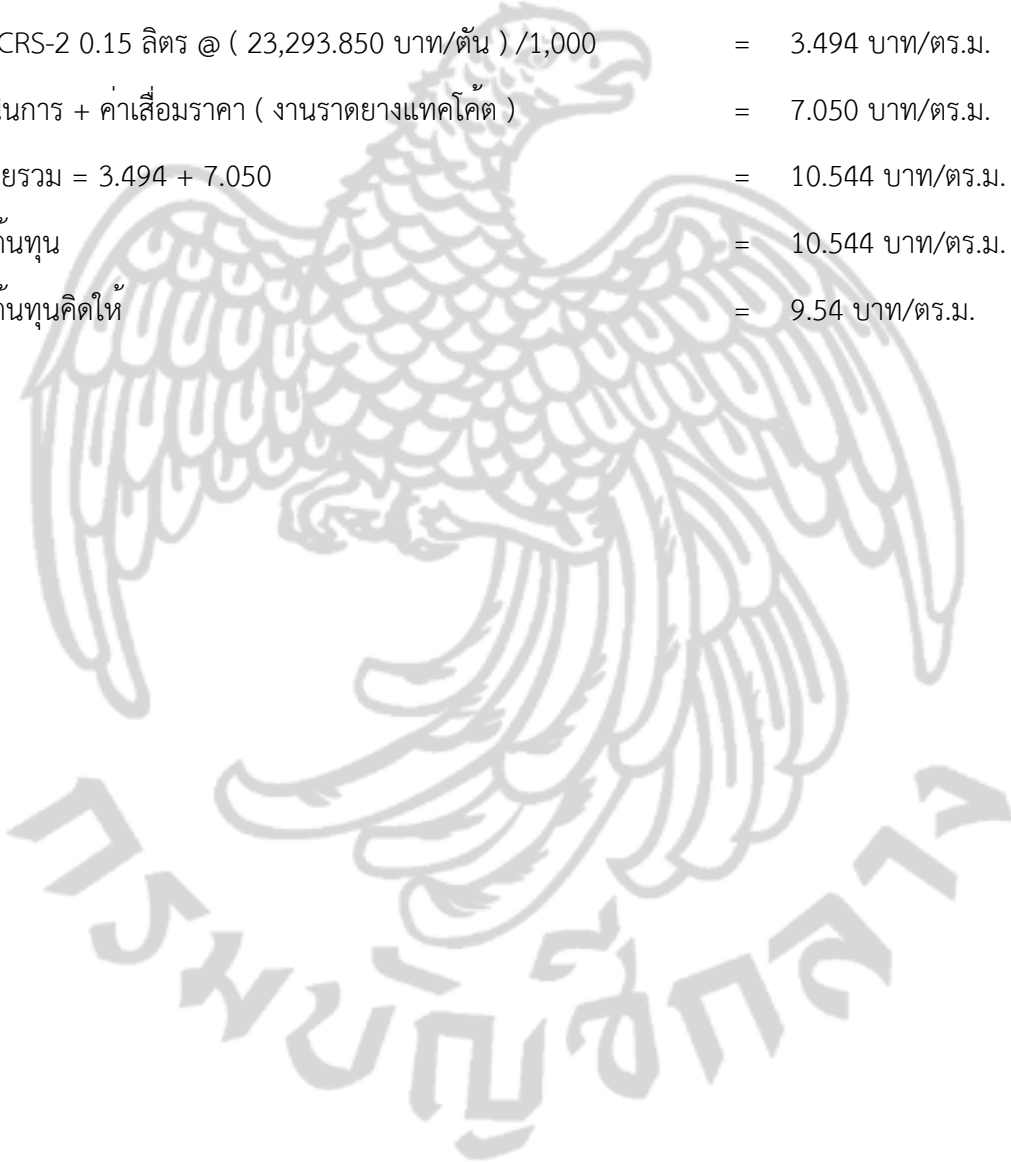 CRS-2 0.15 ลิตร @ ( 23,293.850 บาท/ตัน ) /1,000 = 3.494 บาท/ตร.ม.
นินการ + ค่าเสื่อมราคา ( งานราดยางแทคโค้ต ) = 7.050 บาท/ตร.ม.
ยรวม = 3.494 + 7.050 = 10.544 บาท/ตร.ม.
้นทุน = 10.544 บาท/ตร.ม.
้นทุนคิดให้ = 9.54 บาท/ตร.ม.
กรมบัญชีกลาง